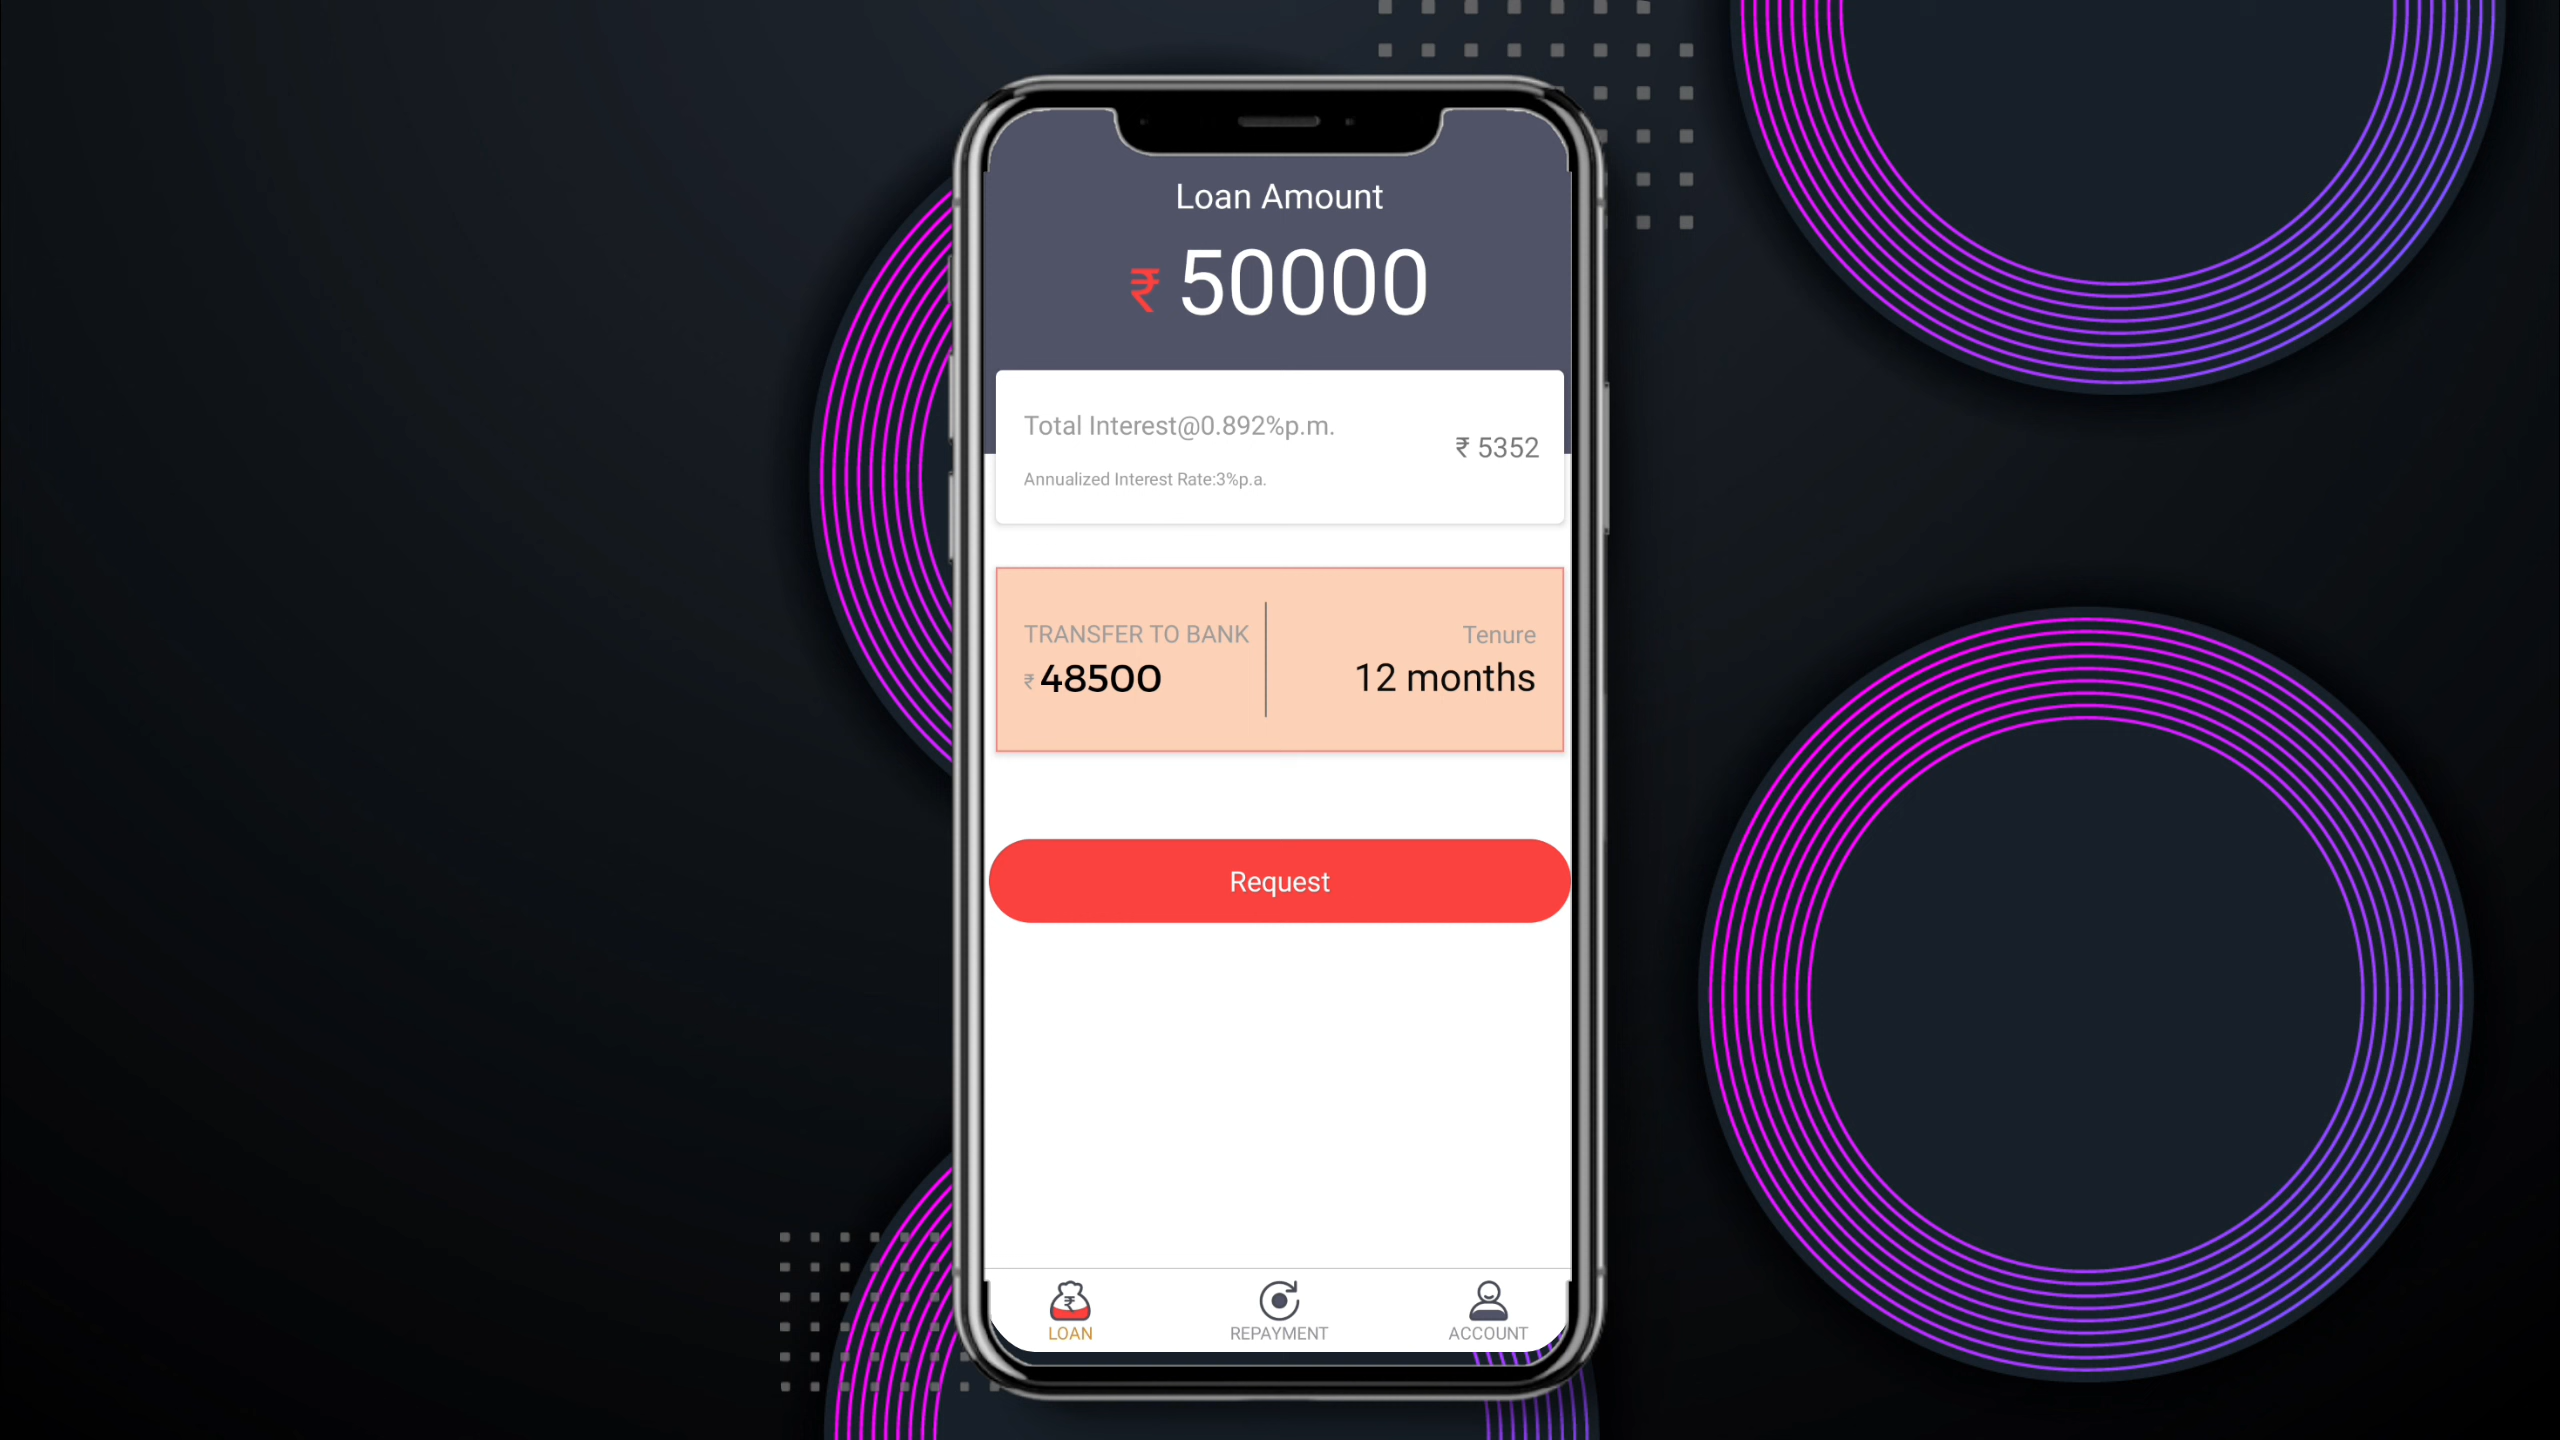 Loan Amount
₹ 50000
Total Interest@0.892%p.m.
₹ 5352
Annualized Interest Rate:3%p.a.
TRANSFER TO BANK
₹ 48500
Tenure
12 months
Request
₹
LOAN
REPAYMENT
ACCOUNT